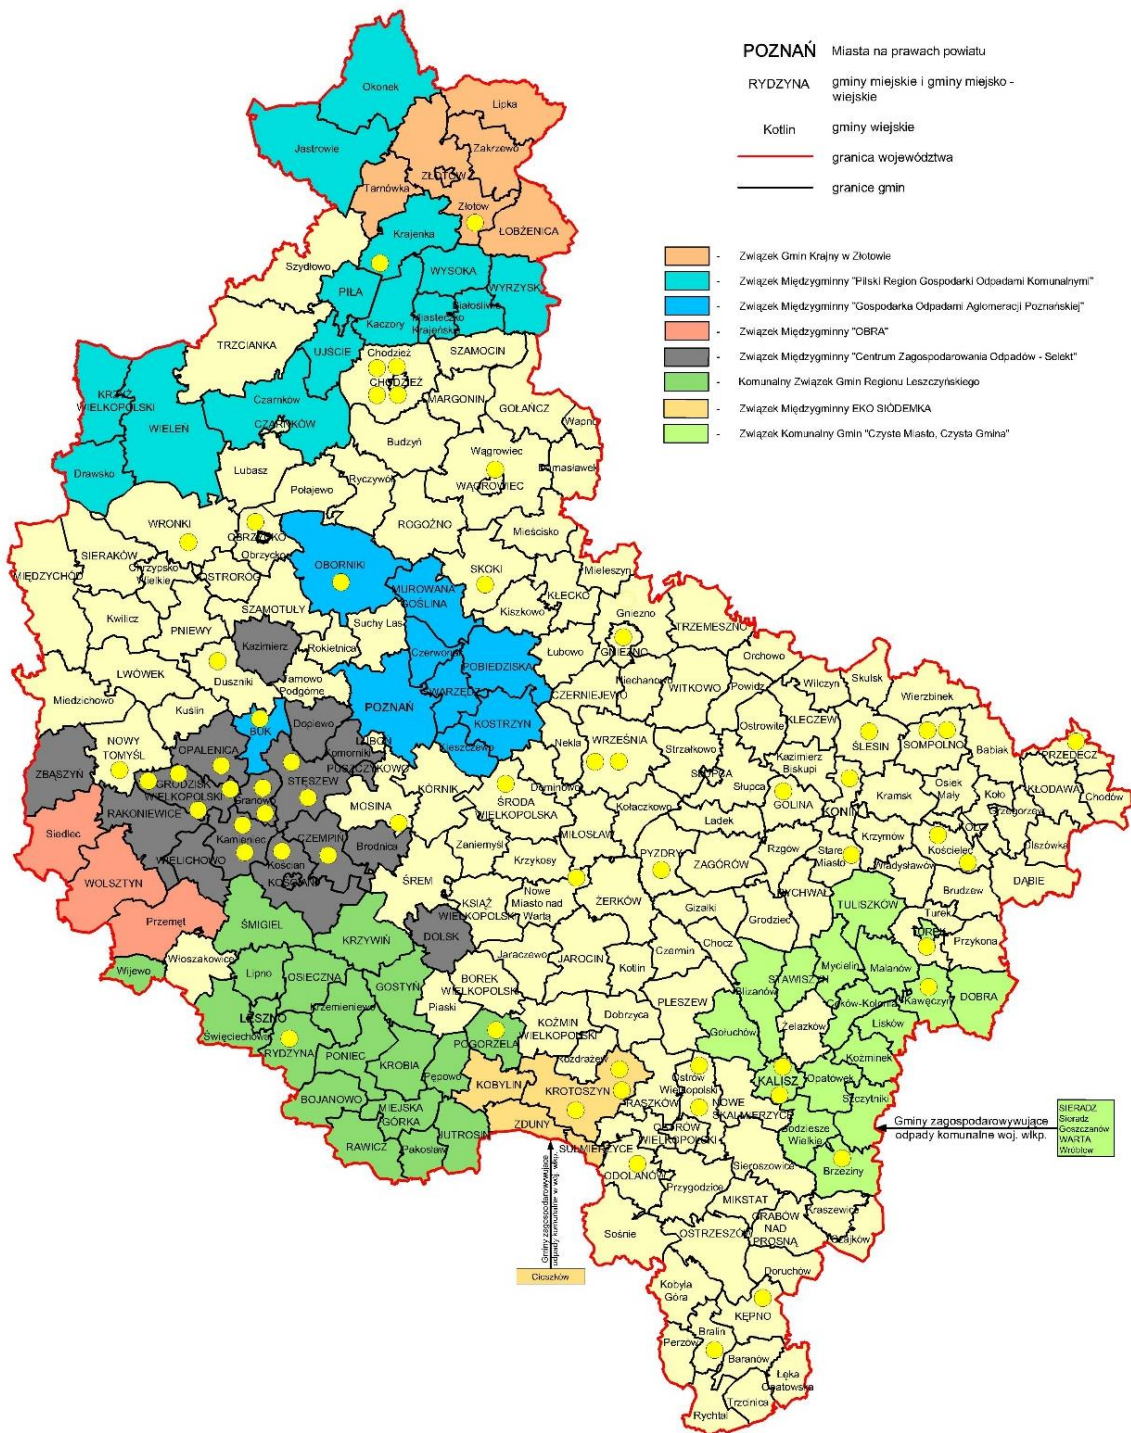 POZNAŃ Miasta na prawach powiatu
RYDZYNA gminy miejskie i gminy miejsko -
wiejskie
Kotlin gminy wiejskie
granica województwa
granice gmin
- Związek Gmin Krajny w Złotowie
- Związek Międzygminny "Pilski Region Gospodarki Odpadami Komunalnymi"
- Związek Międzygminny "Gospodarka Odpadami Aglomeracji Poznańskiej"
- Związek Międzygminny "OBRA"
- Związek Międzygminny "Centrum Zagospodarowania Odpadów - Selekt"
- Komunalny Związek Gmin Regionu Leszczyńskiego
- Związek Międzygminny EKO SIÓDEMKA
- Związek Komunalny Gmin "Czyste Miasto, Czysta Gmina"
Okonek
Lipka
Jastrowie
Zakrzewo
ZŁOTÓW
Tarnówka
Złotów
ŁOBŻENICA
Krajenka
Szydłowo
WYSOKA
PIŁA
WYRZYSK
Białośliwie
Kaczory
Miasteczko
Krajeńskie
TRZCIANKA
UJŚCIE
Chodzież
SZAMOCIN
CHODZIEŻ
KRZYŻ
WIELKOPOLSKI
Czarnków
MARGONIN
GOŁAŃCZ
WIELEŃ
CZARNKÓW
Wapno
Budzyń
Drawsko
Lubasz
Wągrowiec
Damasławek
Połajewo
Ryczywół
WĄGROWIEC
WRONKI
ROGOŹNO
OBRZYCKO
Mieścisko
SIERAKÓW
Obrzycko
OBORNIKI
MIĘDZYCHÓD
Chrzypsko
Wielkie
OSTRORÓG
SKOKI
Mieleszyn
MUROWANA
GOŚLINA
KŁECKO
SZAMOTUŁY
Kwilicz
PNIEWY
Suchy Las
Kiszkowo
Gniezno
TRZEMESZNO
Kazimierz
Rokietnica
Czerwonak
Łubowo
GNIEZNO
Orchowo
LWÓWEK
Duszniki
Tarnowo
Podgórne
POBIEDZISKA
Niechanowo
Skulsk
Miedzichowo
Kuślin
SWARZĘDZ
CZERNIEJEWO
WITKOWO
Powidz
Wilczyn
Wierzbinek
POZNAŃ
KOSTRZYN
Ostrowite
KLECZEW
BUK
Dopiewo
LUBOŃ
NOWY
TOMYŚL
OPALENICA
Komorniki
Kleszczewo
Nekla
WRZEŚNIA
Strzałkowo
ŚLESIN
SOMPOLNO
Babiak
PRZEDECZ
ZBĄSZYŃ
PUSZCZYKOWO
Kazimierz
Biskupi
STĘSZEW
SŁUPCA
Osiek
Mały
GRODZISK
WIELKOPOLSKI
Granowo
KÓRNIK
Dominowo
Słupca
GOLINA
Kramsk
Koło
KŁODAWA
Chodów
RAKONIEWICE
MOSINA
ŚRODA
WIELKOPOLSKA
Kołaczkowo
KONIN
Grzegorzew
Siedlec
Kamieniec
CZEMPIŃ
Brodnica
Zaniemyśl
MIŁOSŁAW
Lądek
Krzymów
KOŁO
Olszówka
WIELICHOWO
Kościan
Krzykosy
PYZDRY
ZAGÓRÓW
Rzgów
Stare
Miasto
Kościelec
WOLSZTYN
KOŚCIAN
ŚREM
Władysławów
DĄBIE
RYCHWAŁ
Brudzew
KSIĄŻ
WIELKOPOLSKI
Nowe
Miasto nad
Wartą
ŻERKÓW
Gizałki
Grodziec
TULISZKÓW
Przemęt
ŚMIGIEL
DOLSK
Turek
KRZYWIŃ
Chocz
TUREK
Przykona
Włoszakowice
Jaraczewo
JAROCIN
Czermin
Mycielin
Malanów
Wijewo
Lipno
OSIECZNA
GOSTYŃ
BOREK
WIELKOPOLSKI
Kotlin
STAWISZYN
Blizanów
Kawęczyn
DOBRA
Krzemieniewo
Piaski
PLESZEW
Ceków-Kolonia
LESZNO
Dobrzyca
Lisków
Święciechowa
KOŹMIN
WIELKOPOLSKI
Gołuchów
Żelazków
RYDZYNA
PONIEC
POGORZELA
Koźminek
KROBIA
Rozdrażew
Pępowo
KOBYLIN
KROTOSZYN
Ostrów
Wielkopolski
KALISZ
Opatówek
BOJANOWO
RASZKÓW
NOWE
SKALMIERZYCE
Szczytniki
MIEJSKA
GÓRKA
ZDUNY
OSTRÓW
WIELKOPOLSKI
Godziesze
Wielkie
RAWICZ
Pakosław
JUTROSIN
SULMIERZYCE
Gminy zagospodarowywujące
odpady komunalne woj. wlkp.
SIERADZ
Sieradz
Goszczanów
WARTA
Wróblew
Sieroszewice
Brzeziny
ODOLANÓW
Przygodzice
MIKSTAT
Kraszewice
GRABÓW
NAD
PROSNĄ
Sośnie
OSTRZESZÓW
Czajków
Gminy zagospodarowywujące
odpady komunalne w woj. wlkp.
Cieszków
Doruchów
Kobyla
Góra
KĘPNO
Bralin
Perzów
Baranów
Łęka
Opatowska
Trzcinica
Rychtal